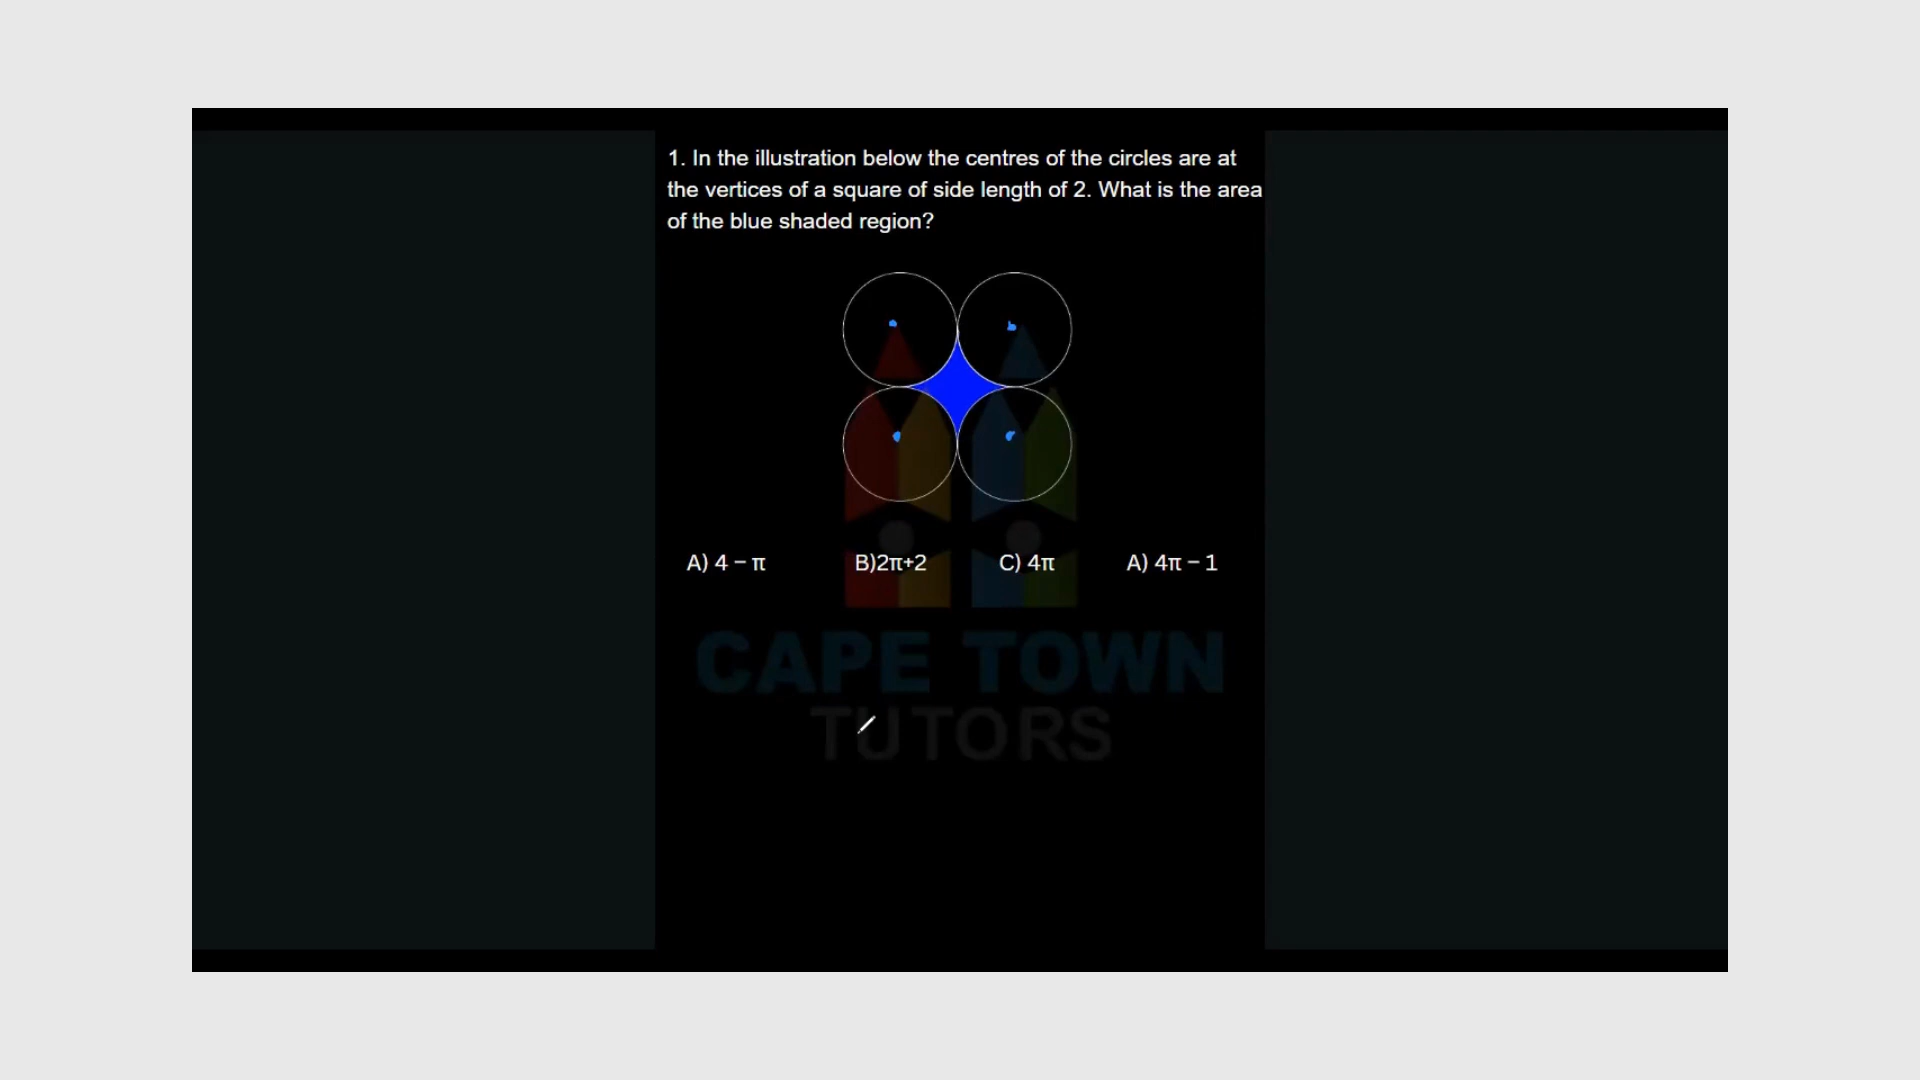 1. In the illustration below the centres of the circles are at
the vertices of a square of side length of 2. What is the area
of the blue shaded region?
A) 4 − π B)2π+2 C) 4π A) 4π − 1
CAPE TOWN
TUTORS